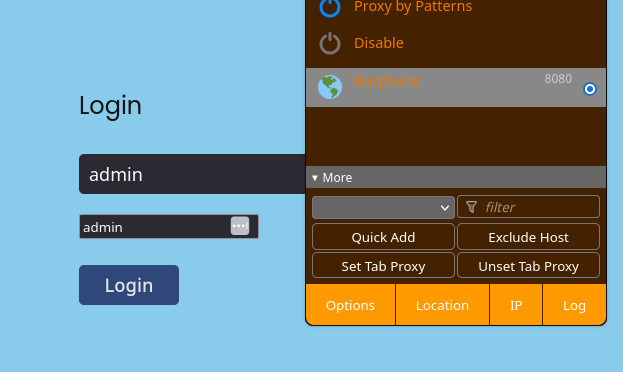 Proxy by Patterns
Disable
BurpSuite
8080
Login
admin
admin
Login
▾ More
filter
Quick Add
Exclude Host
Set Tab Proxy
Unset Tab Proxy
Options
Location
IP
Log